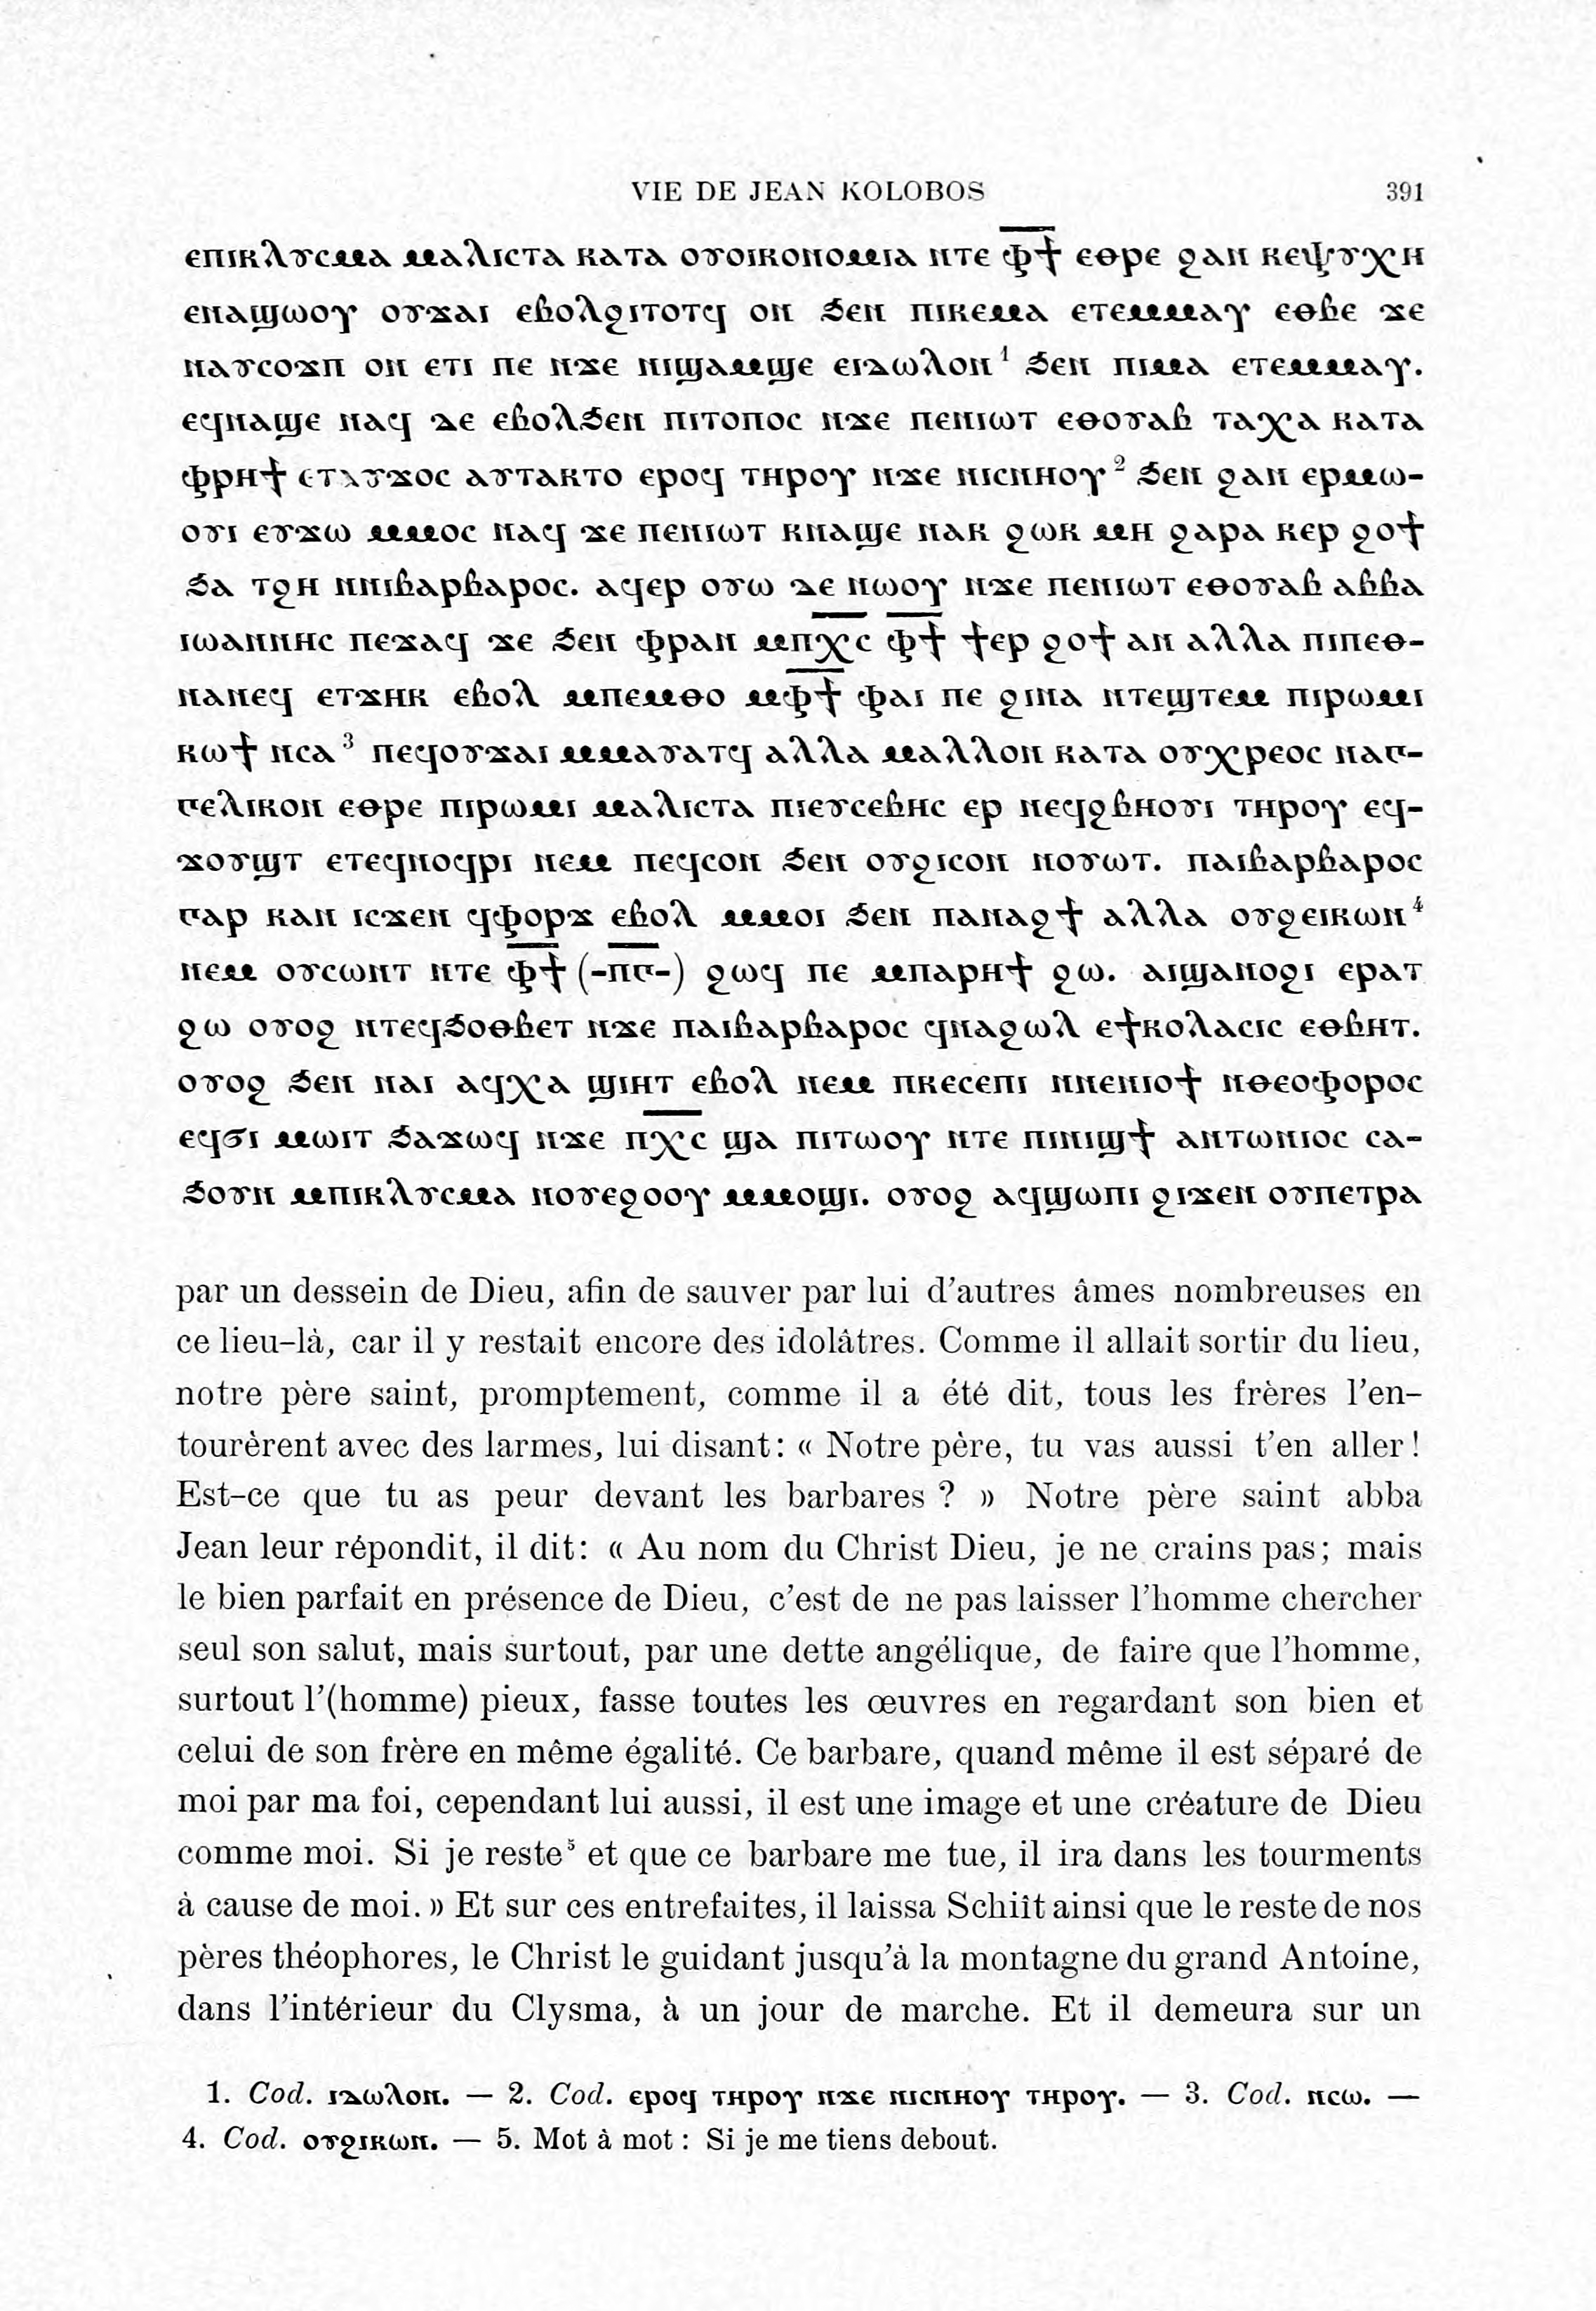 VIE DE JEAN KOLOBOS 391
ⲉⲡⲓⲕⲗⲩⲥⲙⲁ ⲙⲁⲗⲓⲥⲧⲁ ⲕⲁⲧⲁ ⲟⲩⲟⲓⲕⲟⲛⲟⲙⲓⲁ ⲛⲧⲉ ⲫ̅ϯ̅ ⲉⲑⲣⲉ ϩⲁⲛ ⲕⲉⲯⲩⲭⲏ
ⲉⲛⲁϣⲱⲟⲩ ⲟⲩϫⲁⲓ ⲉⲃⲟⲗϩⲓⲧⲟⲧϥ ⲟⲛ ϧⲉⲛ ⲡⲓⲕⲉⲙⲁ ⲉⲧⲉⲙⲙⲁⲩ ⲉⲑⲃⲉ ϫⲉ
ⲛⲁⲩⲥⲟϫⲡ ⲟⲛ ⲉⲧⲓ ⲡⲉ ⲛϫⲉ ⲛⲓϣⲁⲙϣⲉ ⲉⲓⲇⲱⲗⲟⲛ¹ ϧⲉⲛ ⲡⲓⲙⲁ ⲉⲧⲉⲙⲙⲁⲩ.
ⲉϥⲛⲁϣⲉ ⲛⲁϥ ⲇⲉ ⲉⲃⲟⲗϧⲉⲛ ⲡⲓⲧⲟⲡⲟⲥ ⲛϫⲉ ⲡⲉⲛⲓⲱⲧ ⲉⲑⲟⲩⲁⲃ ⲧⲁⲭⲁ ⲕⲁⲧⲁ
ⲫⲣⲏϯ ⲉⲧⲁⲩϫⲟⲥ ⲁⲩⲧⲁⲕⲧⲟ ⲉⲣⲟϥ ⲧⲏⲣⲟⲩ ⲛϫⲉ ⲛⲓⲥⲛⲏⲟⲩ² ϧⲉⲛ ϩⲁⲛ ⲉⲣⲙⲱ-
ⲟⲩⲓ ⲉⲩϫⲱ ⲙⲙⲟⲥ ⲛⲁϥ ϫⲉ ⲡⲉⲛⲓⲱⲧ ⲕⲛⲁϣⲉ ⲛⲁⲕ ϩⲱⲕ ⲙⲏ ϩⲁⲣⲁ ⲕⲉⲣ ϩⲟϯ
ϧⲁ ⲧϩⲏ ⲛⲛⲓⲃⲁⲣⲃⲁⲣⲟⲥ. ⲁϥⲉⲣ ⲟⲩⲱ ⲇⲉ ⲛⲱⲟⲩ ⲛϫⲉ ⲡⲉⲛⲓⲱⲧ ⲉⲑⲟⲩⲁⲃ ⲁⲃⲃⲁ
ⲓⲱⲁⲛⲛⲏⲥ ⲡⲉϫⲁϥ ϫⲉ ϧⲉⲛ ⲫⲣⲁⲛ ⲙⲡⲭ̅ⲥ̅ ⲫ̅ϯ̅ ϯⲉⲣ ϩⲟϯ ⲁⲛ ⲁⲗⲗⲁ ⲡⲓⲡⲉⲑ-
ⲛⲁⲛⲉϥ ⲉⲧϫⲏⲕ ⲉⲃⲟⲗ ⲙⲡⲉⲙⲑⲟ ⲙⲫ̅ϯ̅ ⲫⲁⲓ ⲡⲉ ϩⲓⲛⲁ ⲛⲧⲉϣⲧⲉⲙ ⲡⲓⲣⲱⲙⲓ
ⲕⲱϯ ⲛⲥⲁ³ ⲡⲉϥⲟⲩϫⲁⲓ ⲙⲙⲁⲩⲁⲧϥ ⲁⲗⲗⲁ ⲙⲁⲗⲗⲟⲛ ⲕⲁⲧⲁ ⲟⲩⲭⲣⲉⲟⲥ ⲛⲁⲅ-
ⲅⲉⲗⲓⲕⲟⲛ ⲉⲑⲣⲉ ⲡⲓⲣⲱⲙⲓ ⲙⲁⲗⲓⲥⲧⲁ ⲡⲓⲉⲩⲥⲉⲃⲏⲥ ⲉⲣ ⲛⲉϥϩⲃⲏⲟⲩⲓ ⲧⲏⲣⲟⲩ ⲉϥ-
ϫⲟⲩϣⲧ ⲉⲧⲉϥⲛⲟϥⲣⲓ ⲛⲉⲙ ⲡⲉϥⲥⲟⲛ ϧⲉⲛ ⲟⲩϩⲓⲥⲟⲛ ⲛⲟⲩⲱⲧ. ⲡⲁⲓⲃⲁⲣⲃⲁⲣⲟⲥ
ⲅⲁⲣ ⲕⲁⲛ ⲓⲥϫⲉⲛ ϥⲫⲟⲣϫ ⲉⲃⲟⲗ ⲙⲙⲟⲓ ϧⲉⲛ ⲡⲁⲛⲁϩϯ ⲁⲗⲗⲁ ⲟⲩϩⲉⲓⲕⲱⲛ⁴
ⲛⲉⲙ ⲟⲩⲥⲱⲛⲧ ⲛⲧⲉ ⲫ̅ϯ̅ (-ⲡ̅ⲅ̅-) ϩⲱϥ ⲡⲉ ⲙⲡⲁⲣⲏϯ ϩⲱ. ⲁⲓϣⲁⲛⲟϩⲓ ⲉⲣⲁⲧ
ϩⲱ ⲟⲩⲟϩ ⲛⲧⲉϥϧⲟⲑⲃⲉⲧ ⲛϫⲉ ⲡⲁⲓⲃⲁⲣⲃⲁⲣⲟⲥ ϥⲛⲁϩⲱⲗ ⲉϯⲕⲟⲗⲁⲥⲓⲥ ⲉⲑⲃⲏⲧ.
ⲟⲩⲟϩ ϧⲉⲛ ⲛⲁⲓ ⲁϥⲭⲁ ϣⲓⲏⲧ ⲉⲃⲟⲗ ⲛⲉⲙ ⲡⲕⲉⲥⲉⲡⲓ ⲛⲛⲉⲛⲓⲟϯ ⲛⲑⲉⲟⲫⲟⲣⲟⲥ
ⲉϥϭⲓ ⲙⲱⲓⲧ ϧⲁϫⲱϥ ⲛϫⲉ ⲡⲭ̅ⲥ̅ ϣⲁ ⲡⲓⲧⲱⲟⲩ ⲛⲧⲉ ⲡⲓⲛⲓϣϯ ⲁⲛⲧⲱⲛⲓⲟⲥ ⲥⲁ-
ϧⲟⲩⲛ ⲙⲡⲓⲕⲗⲩⲥⲙⲁ ⲛⲟⲩⲉϩⲟⲟⲩ ⲙⲙⲟϣⲓ. ⲟⲩⲟϩ ⲁϥϣⲱⲡⲓ ϩⲓϫⲉⲛ ⲟⲩⲡⲉⲧⲣⲁ
par un dessein de Dieu, afin de sauver par lui d'autres âmes nombreuses en
ce lieu-là, car il y restait encore des idolâtres. Comme il allait sortir du lieu,
notre père saint, promptement, comme il a été dit, tous les frères l'en-
tourèrent avec des larmes, lui disant: « Notre père, tu vas aussi t'en aller!
Est-ce que tu as peur devant les barbares ? » Notre père saint abba
Jean leur répondit, il dit: « Au nom du Christ Dieu, je ne crains pas; mais
le bien parfait en présence de Dieu, c'est de ne pas laisser l'homme chercher
seul son salut, mais surtout, par une dette angélique, de faire que l'homme,
surtout l'(homme) pieux, fasse toutes les œuvres en regardant son bien et
celui de son frère en même égalité. Ce barbare, quand même il est séparé de
moi par ma foi, cependant lui aussi, il est une image et une créature de Dieu
comme moi. Si je reste⁵ et que ce barbare me tue, il ira dans les tourments
à cause de moi. » Et sur ces entrefaites, il laissa Schiît ainsi que le reste de nos
pères théophores, le Christ le guidant jusqu'à la montagne du grand Antoine,
dans l'intérieur du Clysma, à un jour de marche. Et il demeura sur un
1. Cod. ⲓⲇⲱⲗⲟⲛ. — 2. Cod. ⲉⲣⲟϥ ⲧⲏⲣⲟⲩ ⲛϫⲉ ⲛⲓⲥⲛⲏⲟⲩ ⲧⲏⲣⲟⲩ. — 3. Cod. ⲛⲥⲱ. —
4. Cod. ⲟⲩϩⲓⲕⲱⲛ. — 5. Mot à mot : Si je me tiens debout.